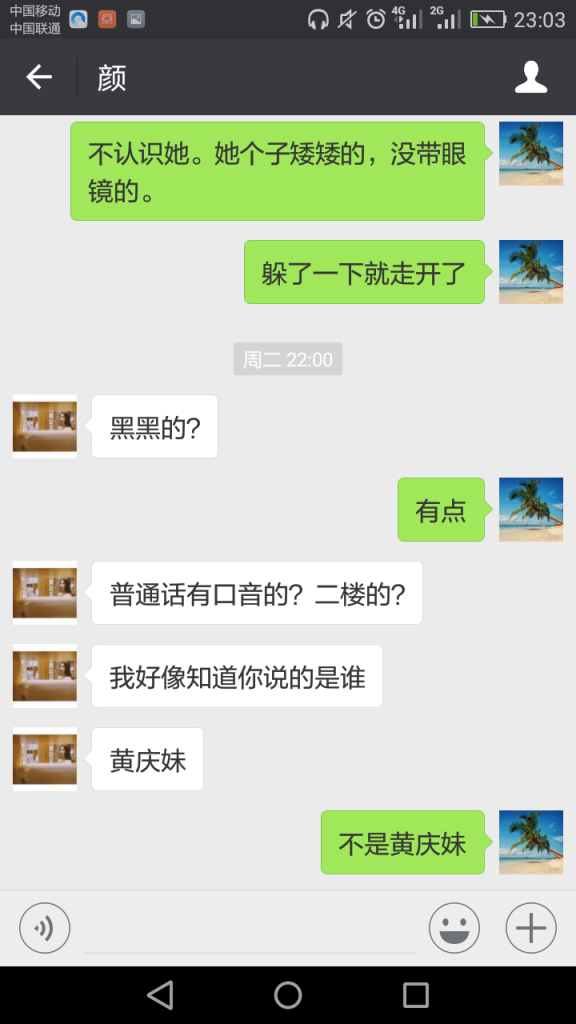 中国移动
中国联通
4G
2G
23:03
颜
不认识她。她个子矮矮的，没带眼
镜的。
躲了一下就走开了
周二 22:00
黑黑的?
有点
普通话有口音的? 二楼的?
我好像知道你说的是谁
黄庆妹
不是黄庆妹